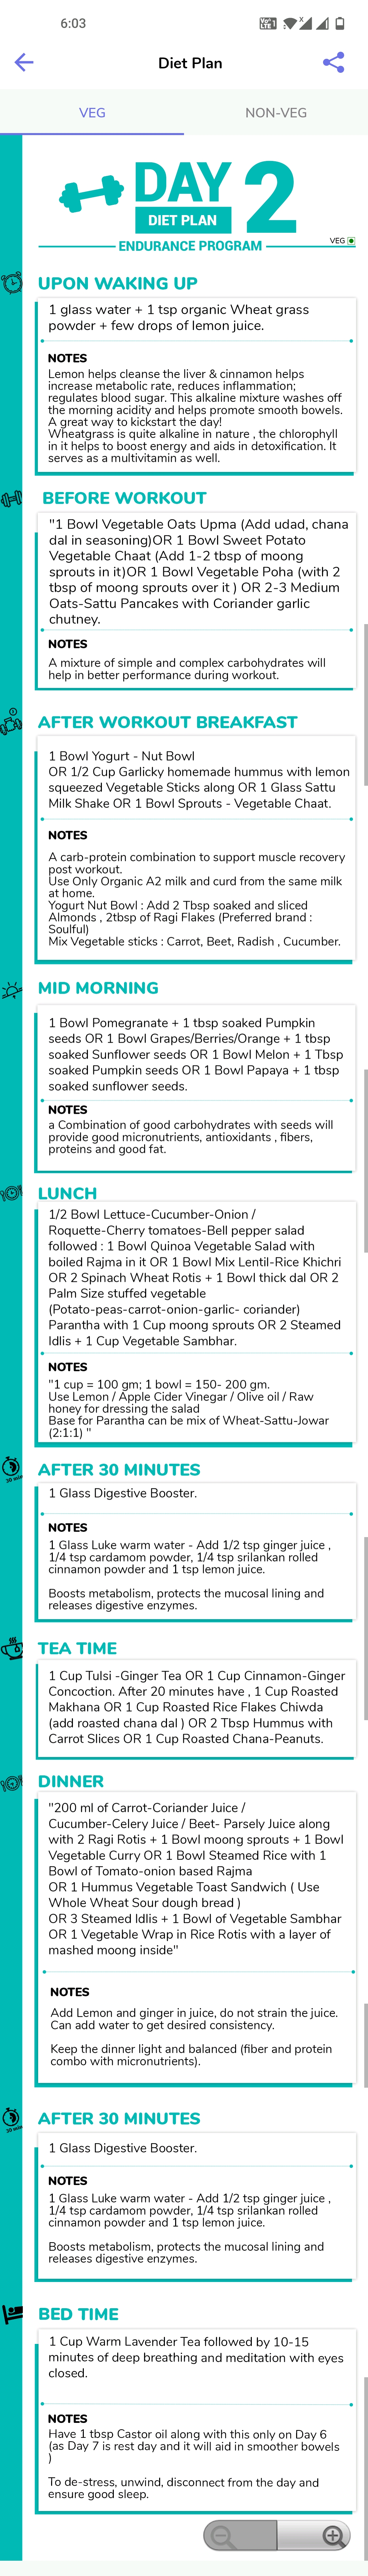 6:03
Diet Plan
VEG
NON-VEG
DAY 2
DIET PLAN
VEG
ENDURANCE PROGRAM
UPON WAKING UP
1 glass water + 1 tsp organic Wheat grass
powder + few drops of lemon juice.
NOTES
Lemon helps cleanse the liver & cinnamon helps
increase metabolic rate, reduces inflammation;
regulates blood sugar. This alkaline mixture washes off
the morning acidity and helps promote smooth bowels.
A great way to kickstart the day!
Wheatgrass is quite alkaline in nature , the chlorophyll
in it helps to boost energy and aids in detoxification. It
serves as a multivitamin as well.
BEFORE WORKOUT
"1 Bowl Vegetable Oats Upma (Add udad, chana
dal in seasoning)OR 1 Bowl Sweet Potato
Vegetable Chaat (Add 1-2 tbsp of moong
sprouts in it)OR 1 Bowl Vegetable Poha (with 2
tbsp of moong sprouts over it ) OR 2-3 Medium
Oats-Sattu Pancakes with Coriander garlic
chutney.
NOTES
A mixture of simple and complex carbohydrates will
help in better performance during workout.
AFTER WORKOUT BREAKFAST
1 Bowl Yogurt - Nut Bowl
OR 1/2 Cup Garlicky homemade hummus with lemon
squeezed Vegetable Sticks along OR 1 Glass Sattu
Milk Shake OR 1 Bowl Sprouts - Vegetable Chaat.
NOTES
A carb-protein combination to support muscle recovery
post workout.
Use Only Organic A2 milk and curd from the same milk
at home.
Yogurt Nut Bowl : Add 2 Tbsp soaked and sliced
Almonds , 2tbsp of Ragi Flakes (Preferred brand :
Soulful)
Mix Vegetable sticks : Carrot, Beet, Radish , Cucumber.
MID MORNING
1 Bowl Pomegranate + 1 tbsp soaked Pumpkin
seeds OR 1 Bowl Grapes/Berries/Orange + 1 tbsp
soaked Sunflower seeds OR 1 Bowl Melon + 1 Tbsp
soaked Pumpkin seeds OR 1 Bowl Papaya + 1 tbsp
soaked sunflower seeds.
NOTES
a Combination of good carbohydrates with seeds will
provide good micronutrients, antioxidants , fibers,
proteins and good fat.
LUNCH
1/2 Bowl Lettuce-Cucumber-Onion /
Roquette-Cherry tomatoes-Bell pepper salad
followed : 1 Bowl Quinoa Vegetable Salad with
boiled Rajma in it OR 1 Bowl Mix Lentil-Rice Khichri
OR 2 Spinach Wheat Rotis + 1 Bowl thick dal OR 2
Palm Size stuffed vegetable
(Potato-peas-carrot-onion-garlic- coriander)
Parantha with 1 Cup moong sprouts OR 2 Steamed
Idlis + 1 Cup Vegetable Sambhar.
NOTES
"1 cup = 100 gm; 1 bowl = 150- 200 gm.
Use Lemon / Apple Cider Vinegar / Olive oil / Raw
honey for dressing the salad
Base for Parantha can be mix of Wheat-Sattu-Jowar
(2:1:1) "
30 min
AFTER 30 MINUTES
1 Glass Digestive Booster.
NOTES
1 Glass Luke warm water - Add 1/2 tsp ginger juice ,
1/4 tsp cardamom powder, 1/4 tsp srilankan rolled
cinnamon powder and 1 tsp lemon juice.
Boosts metabolism, protects the mucosal lining and
releases digestive enzymes.
TEA TIME
1 Cup Tulsi -Ginger Tea OR 1 Cup Cinnamon-Ginger
Concoction. After 20 minutes have , 1 Cup Roasted
Makhana OR 1 Cup Roasted Rice Flakes Chiwda
(add roasted chana dal ) OR 2 Tbsp Hummus with
Carrot Slices OR 1 Cup Roasted Chana-Peanuts.
DINNER
"200 ml of Carrot-Coriander Juice /
Cucumber-Celery Juice / Beet- Parsely Juice along
with 2 Ragi Rotis + 1 Bowl moong sprouts + 1 Bowl
Vegetable Curry OR 1 Bowl Steamed Rice with 1
Bowl of Tomato-onion based Rajma
OR 1 Hummus Vegetable Toast Sandwich ( Use
Whole Wheat Sour dough bread )
OR 3 Steamed Idlis + 1 Bowl of Vegetable Sambhar
OR 1 Vegetable Wrap in Rice Rotis with a layer of
mashed moong inside"
NOTES
Add Lemon and ginger in juice, do not strain the juice.
Can add water to get desired consistency.
Keep the dinner light and balanced (fiber and protein
combo with micronutrients).
30 min
AFTER 30 MINUTES
1 Glass Digestive Booster.
NOTES
1 Glass Luke warm water - Add 1/2 tsp ginger juice ,
1/4 tsp cardamom powder, 1/4 tsp srilankan rolled
cinnamon powder and 1 tsp lemon juice.
Boosts metabolism, protects the mucosal lining and
releases digestive enzymes.
BED TIME
1 Cup Warm Lavender Tea followed by 10-15
minutes of deep breathing and meditation with eyes
closed.
NOTES
Have 1 tbsp Castor oil along with this only on Day 6
(as Day 7 is rest day and it will aid in smoother bowels
)
To de-stress, unwind, disconnect from the day and
ensure good sleep.